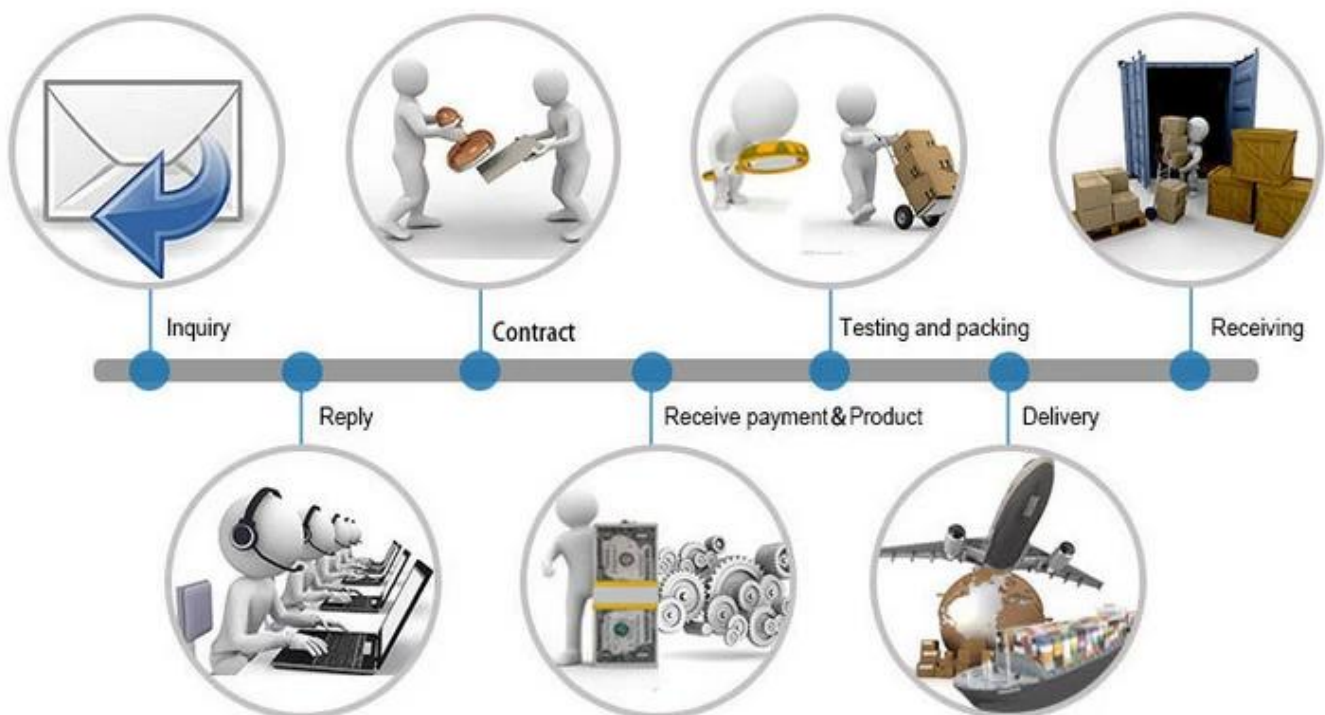 Inquiry
Contract
Testing and packing
Receiving
Reply
Receive payment&Product
Delivery